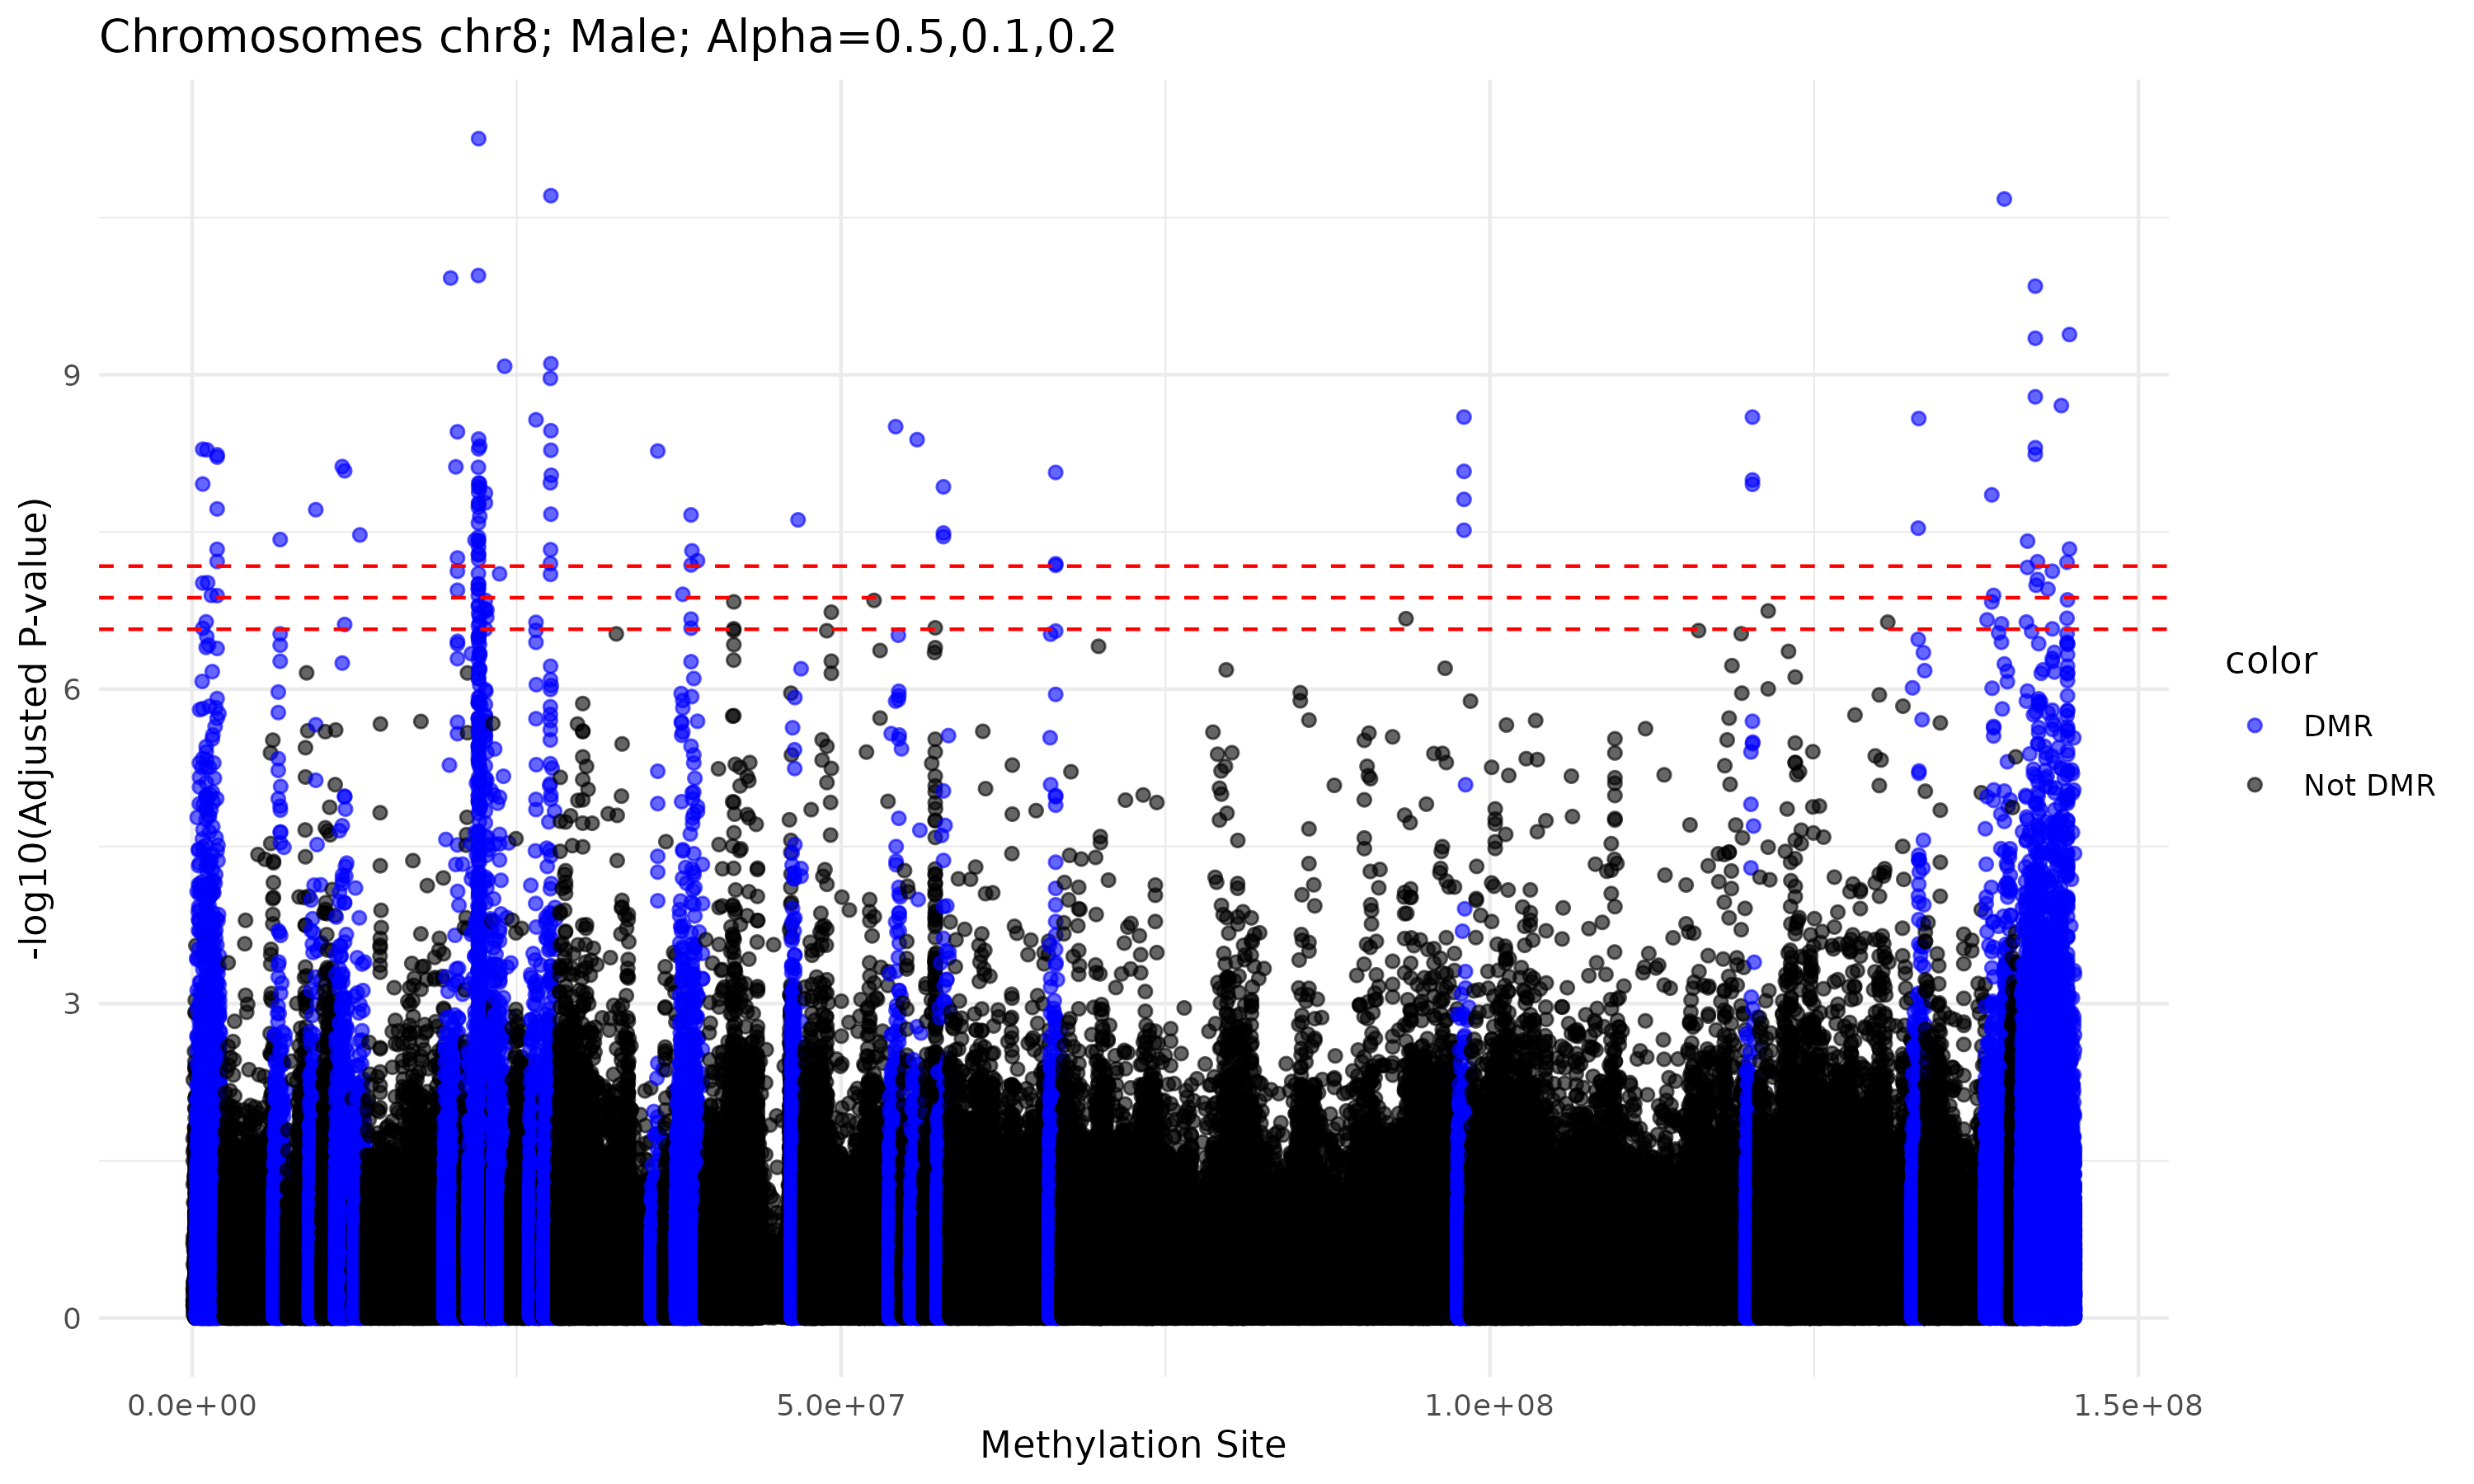 Chromosomes chr8; Male; Alpha=0.5,0.1,0.2
-log10(Adjusted P-value)
9
6
3
0
0.0e+00
5.0e+07
1.0e+08
1.5e+08
Methylation Site
color
DMR
Not DMR